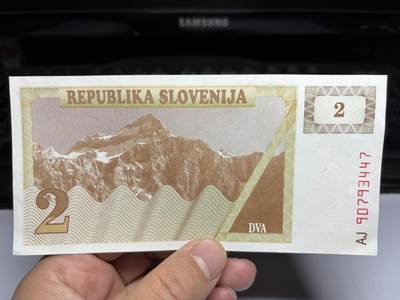 SAMSUNG
REPUBLIKA SLOVENIJA
2
2
DVA
AJ 90793447